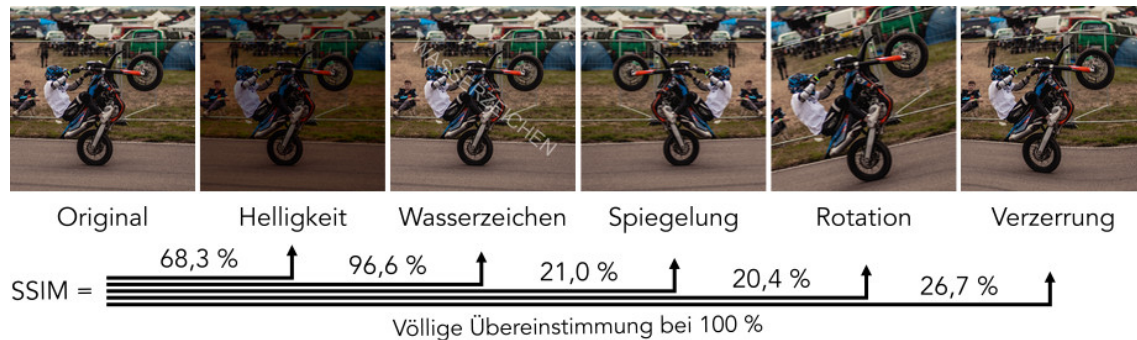 WASSERZEICHEN
Original Helligkeit Wasserzeichen Spiegelung Rotation Verzerrung
68,3 % 96,6 % 21,0 % 20,4 % 26,7 %
SSIM =
Völlige Übereinstimmung bei 100 %